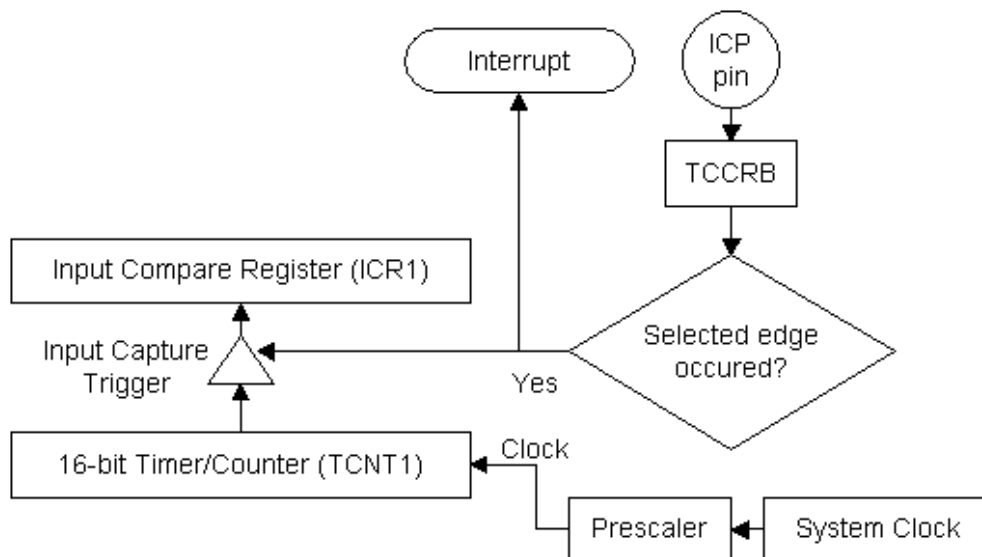 Interrupt
ICP
pin
TCCRB
Input Compare Register (ICR1)
Selected edge
occured?
Input Capture
Trigger
Yes
16-bit Timer/Counter (TCNT1)
Clock
Prescaler
System Clock